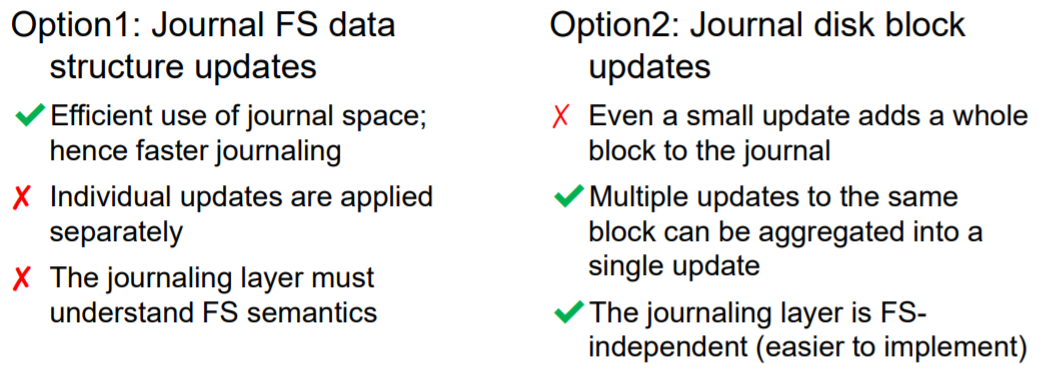 Option1: Journal FS data
structure updates
✓ Efficient use of journal space;
hence faster journaling
✗ Individual updates are applied
separately
✗ The journaling layer must
understand FS semantics
Option2: Journal disk block
updates
✗ Even a small update adds a whole
block to the journal
✓ Multiple updates to the same
block can be aggregated into a
single update
✓ The journaling layer is FS-
independent (easier to implement)